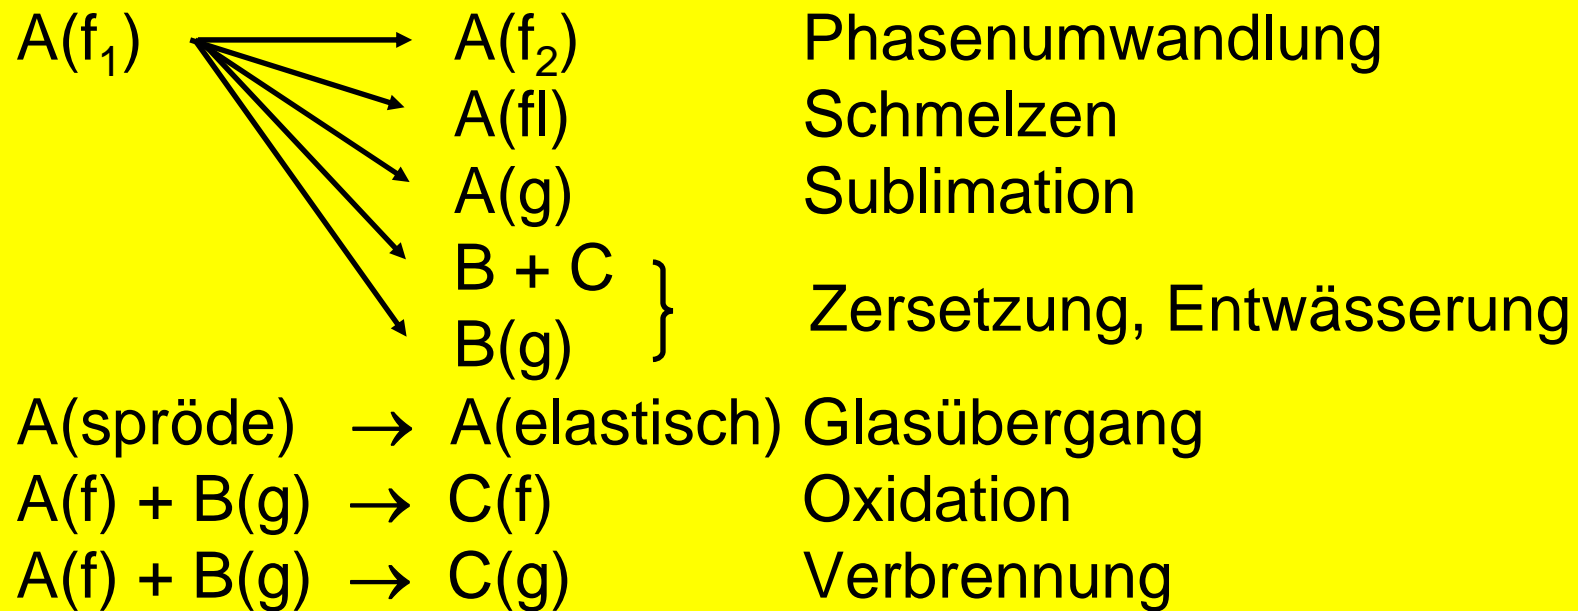 A(f₁) → A(f₂) Phasenumwandlung
A(fl) Schmelzen
A(g) Sublimation
B + C
} Zersetzung, Entwässerung
B(g)
A(spröde) → A(elastisch) Glasübergang
A(f) + B(g) → C(f) Oxidation
A(f) + B(g) → C(g) Verbrennung